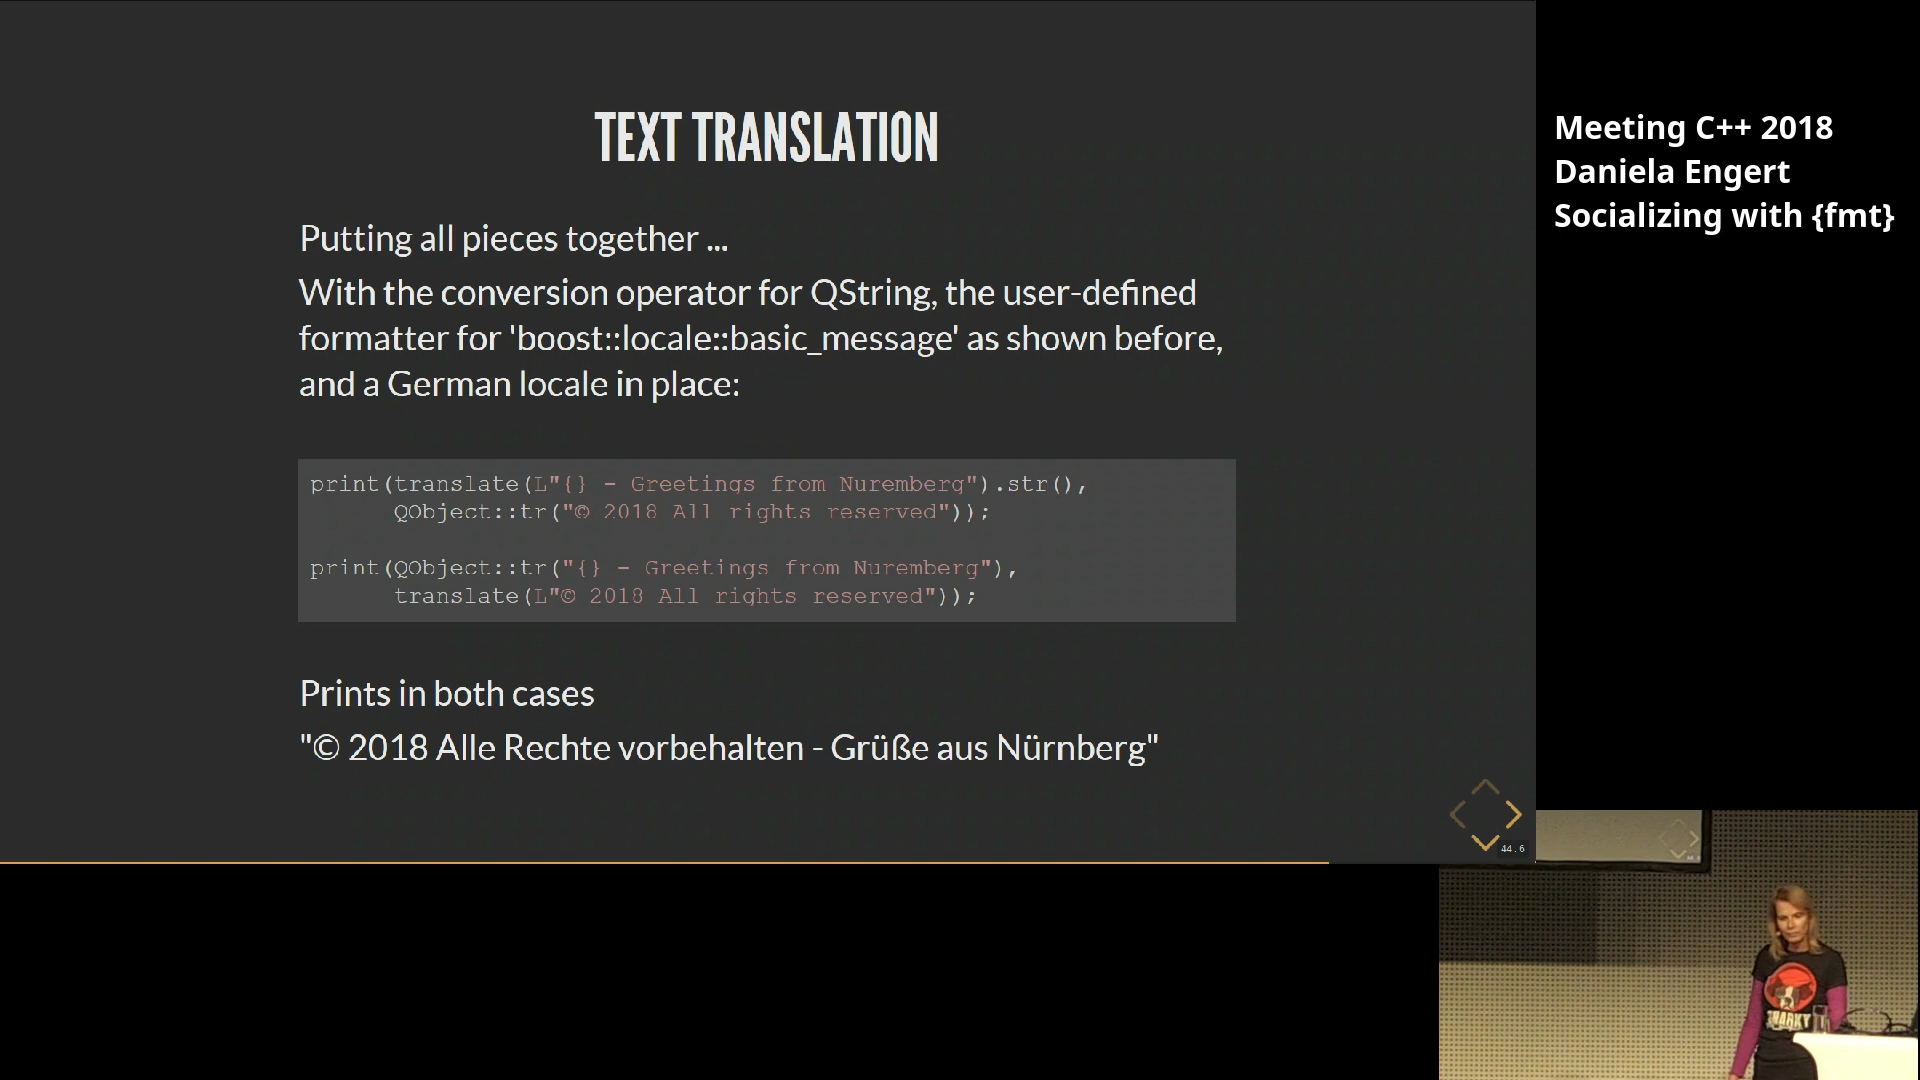 TEXT TRANSLATION
Putting all pieces together ...
With the conversion operator for QString, the user-defined
formatter for 'boost::locale::basic_message' as shown before,
and a German locale in place:
print(translate(L"{} - Greetings from Nuremberg").str(),
QObject::tr("© 2018 All rights reserved"));
print(QObject::tr("{} - Greetings from Nuremberg"),
translate(L"© 2018 All rights reserved"));
Prints in both cases
"© 2018 Alle Rechte vorbehalten - Grüße aus Nürnberg"
44.6
Meeting C++ 2018
Daniela Engert
Socializing with {fmt}